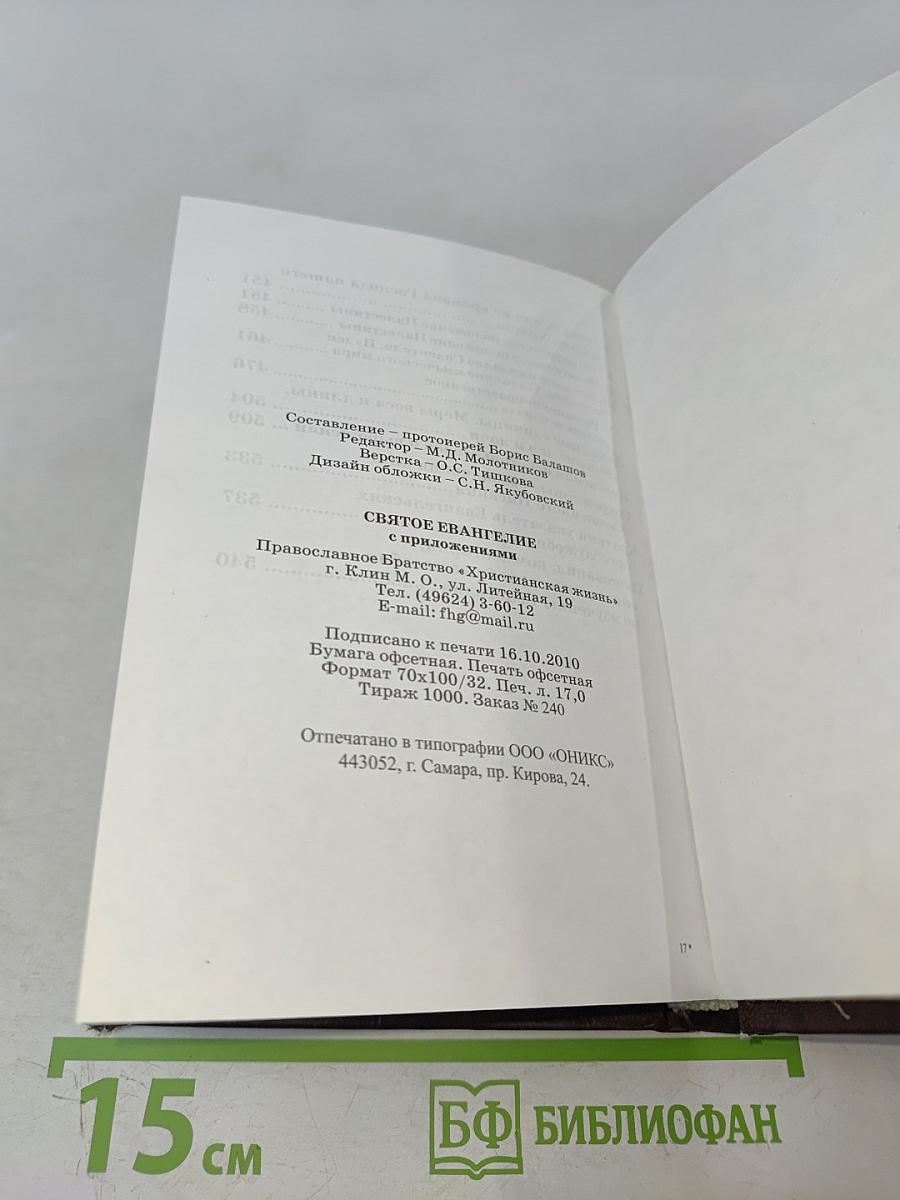 Составление – протоиерей Борис Балашов
Редактор – М.Д. Молотников
Верстка – О.С. Тишкова
Дизайн обложки – С.Н. Якубовский
СВЯТОЕ ЕВАНГЕЛИЕ
с приложениями
Православное Братство «Христианская жизнь»
г. Клин М. О., ул. Литейная, 19
Тел. (49624) 3-60-12
E-mail: fhg@mail.ru
Подписано к печати 16.10.2010
Бумага офсетная. Печать офсетная
Формат 70х100/32. Печ. л. 17,0
Тираж 1000. Заказ № 240
Отпечатано в типографии ООО «ОНИКС»
443052, г. Самара, пр. Кирова, 24.
17*
15 см
БФ БИБЛИОФАН